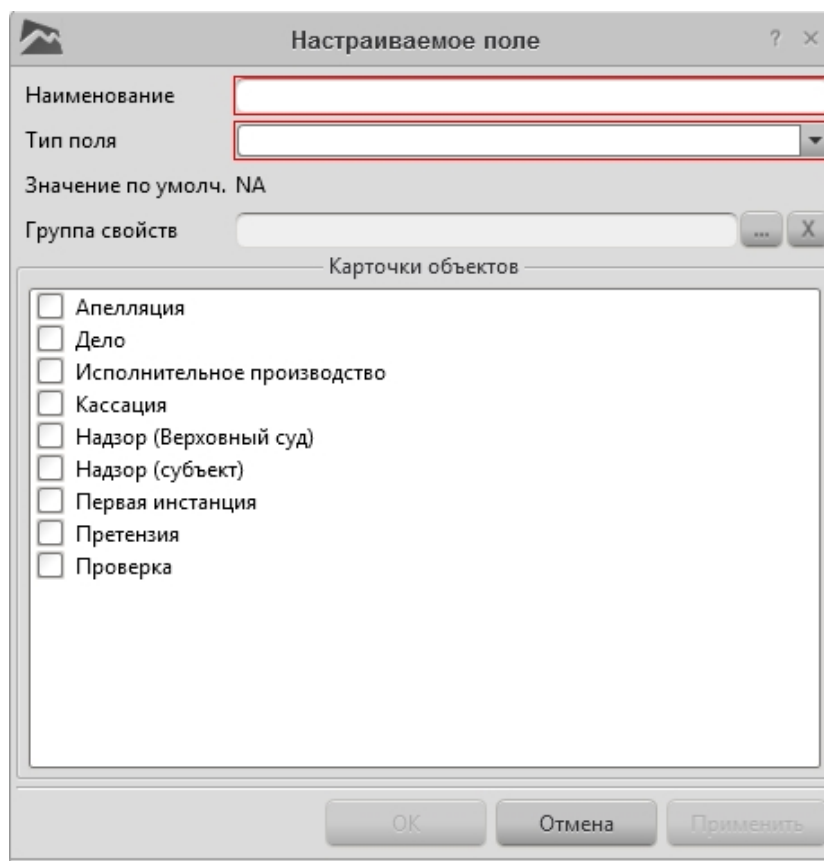 Настраиваемое поле ? ×
Наименование
Тип поля
Значение по умолч. NA
Группа свойств ... X
Карточки объектов
Апелляция
Дело
Исполнительное производство
Кассация
Надзор (Верховный суд)
Надзор (субъект)
Первая инстанция
Претензия
Проверка
OK Отмена Применить